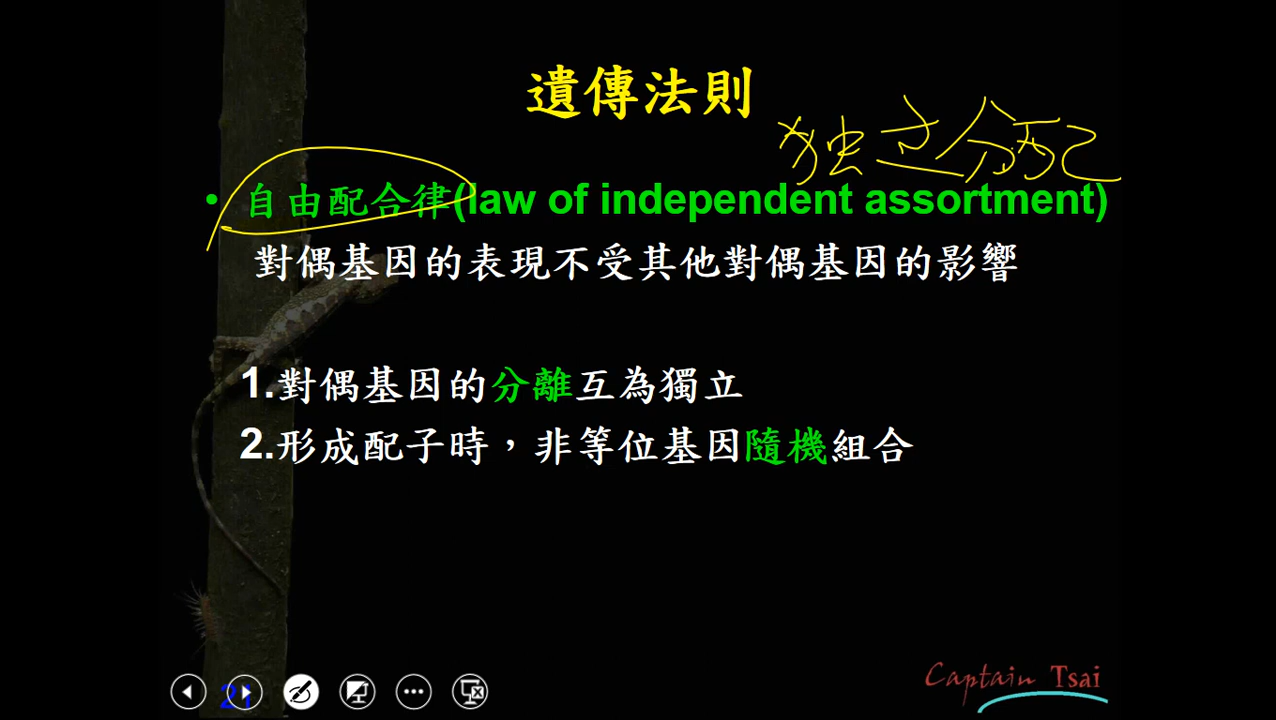 遺傳法則
独立分配
• 自由配合律(law of independent assortment)
對偶基因的表現不受其他對偶基因的影響
1.對偶基因的分離互為獨立
2.形成配子時，非等位基因隨機組合
21
Captain Tsai